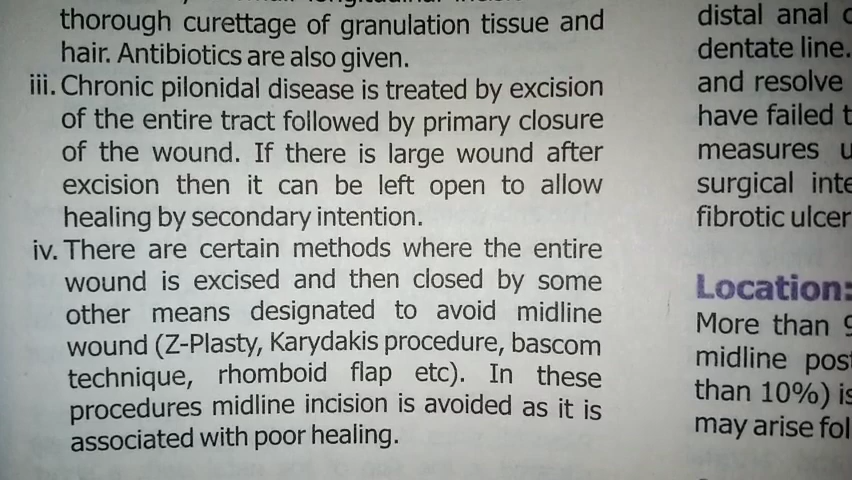 thorough curettage of granulation tissue and
hair. Antibiotics are also given.
iii. Chronic pilonidal disease is treated by excision
of the entire tract followed by primary closure
of the wound. If there is large wound after
excision then it can be left open to allow
healing by secondary intention.
iv. There are certain methods where the entire
wound is excised and then closed by some
other means designated to avoid midline
wound (Z-Plasty, Karydakis procedure, bascom
technique, rhomboid flap etc). In these
procedures midline incision is avoided as it is
associated with poor healing.
distal anal
dentate line.
and resolve
have failed
measures
surgical
fibrotic
Location:
More than
midline
than 10%) is
may arise